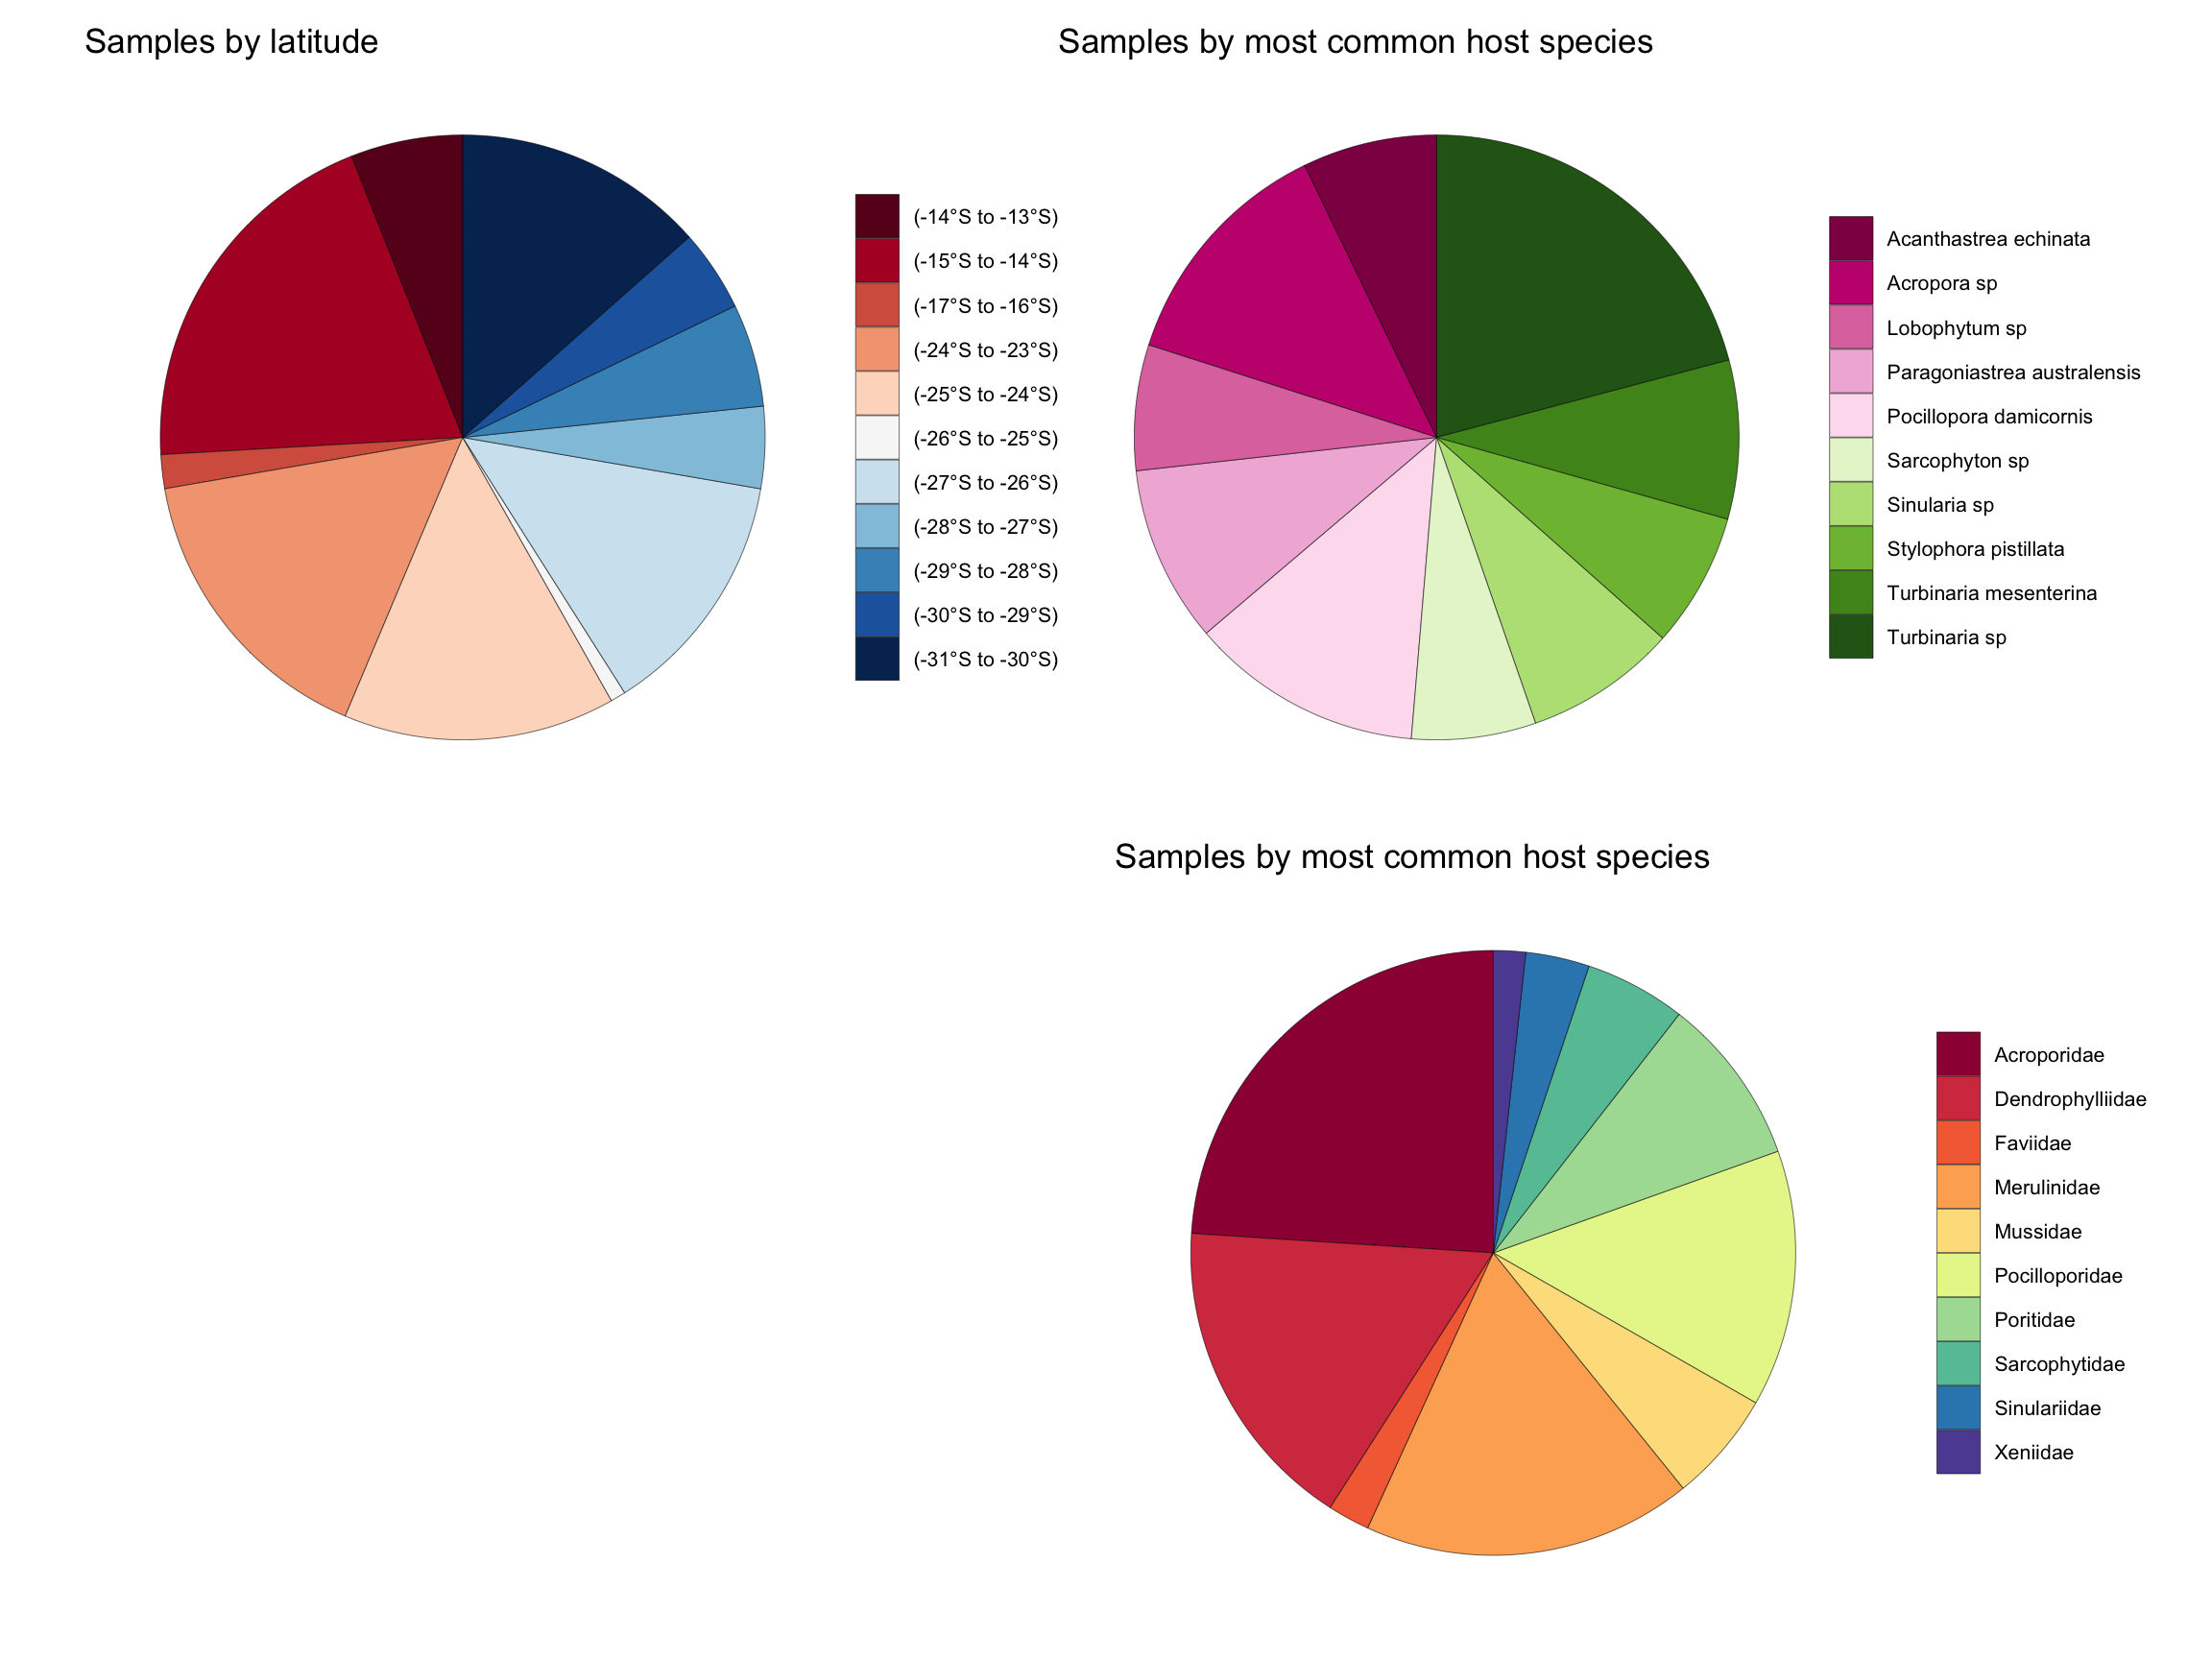 Samples by latitude
(-14°S to -13°S)
(-15°S to -14°S)
(-17°S to -16°S)
(-24°S to -23°S)
(-25°S to -24°S)
(-26°S to -25°S)
(-27°S to -26°S)
(-28°S to -27°S)
(-29°S to -28°S)
(-30°S to -29°S)
(-31°S to -30°S)
Samples by most common host species
Acanthastrea echinata
Acropora sp
Lobophytum sp
Paragoniastrea australensis
Pocillopora damicornis
Sarcophyton sp
Sinularia sp
Stylophora pistillata
Turbinaria mesenterina
Turbinaria sp
Samples by most common host species
Acroporidae
Dendrophylliidae
Faviidae
Merulinidae
Mussidae
Pocilloporidae
Poritidae
Sarcophytidae
Sinulariidae
Xeniidae